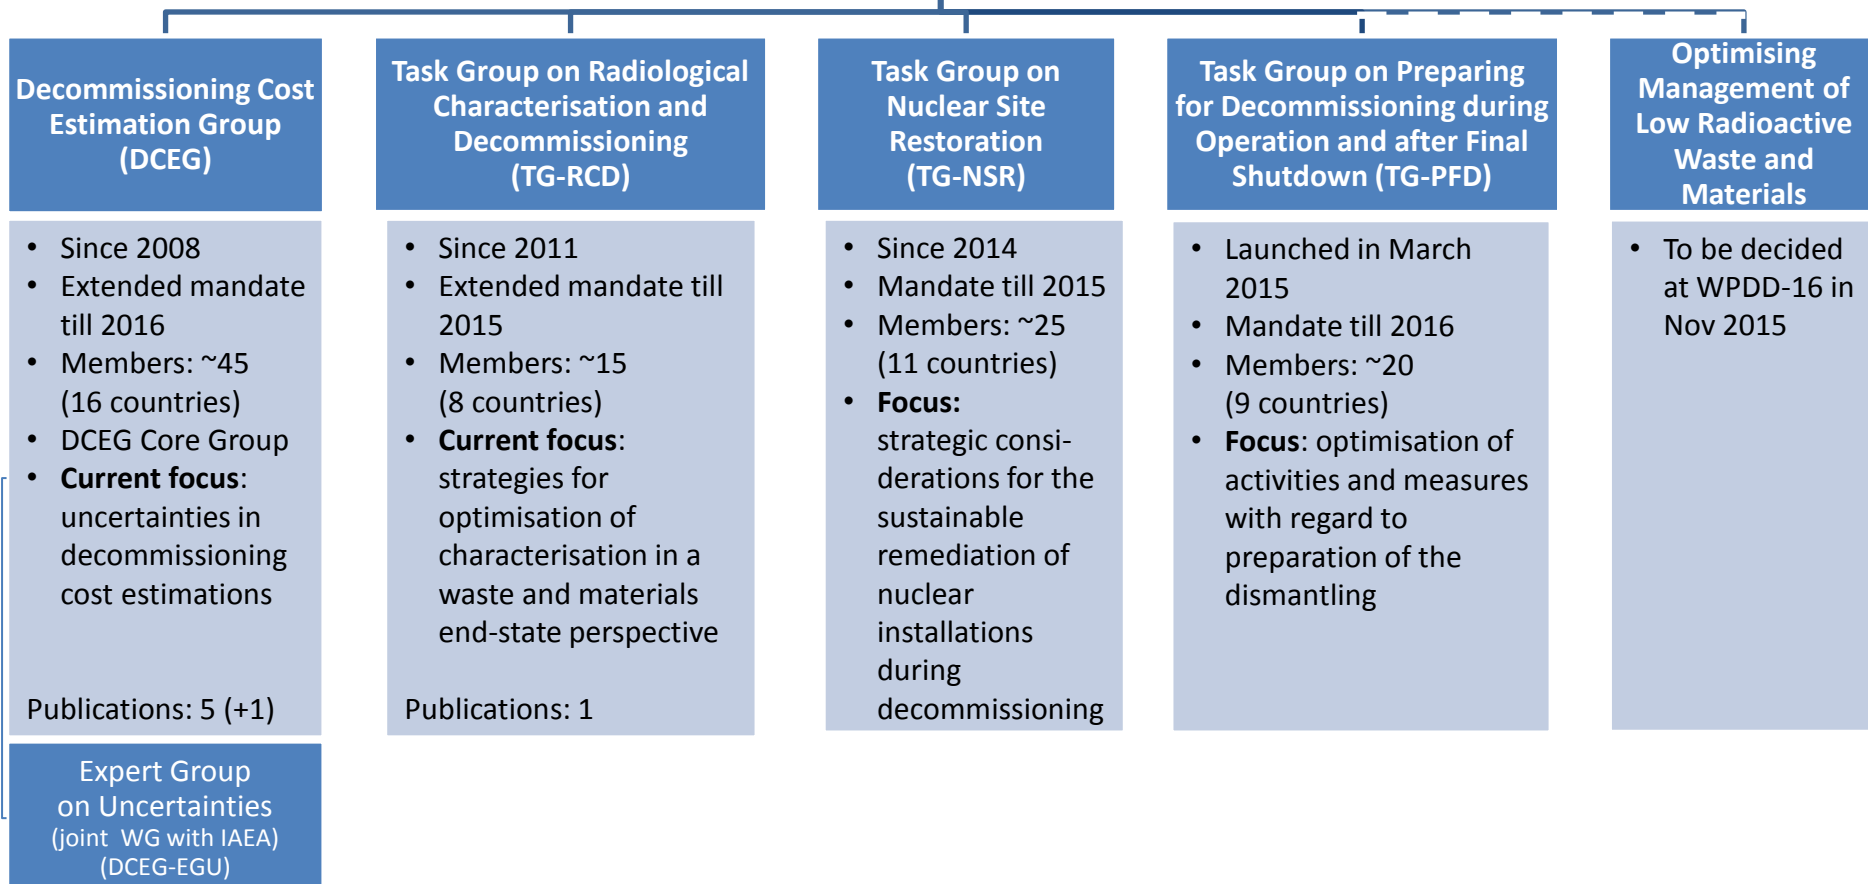 Decommissioning Cost
Estimation Group
(DCEG)
• Since 2008
• Extended mandate
till 2016
• Members: ~45
(16 countries)
• DCEG Core Group
• Current focus:
uncertainties in
decommissioning
cost estimations
Publications: 5 (+1)
Expert Group
on Uncertainties
(joint WG with IAEA)
(DCEG-EGU)
Task Group on Radiological
Characterisation and
Decommissioning
(TG-RCD)
• Since 2011
• Extended mandate till
2015
• Members: ~15
(8 countries)
• Current focus:
strategies for
optimisation of
characterisation in a
waste and materials
end-state perspective
Publications: 1
Task Group on
Nuclear Site
Restoration
(TG-NSR)
• Since 2014
• Mandate till 2015
• Members: ~25
(11 countries)
• Focus:
strategic consi-
derations for the
sustainable
remediation of
nuclear
installations
during
decommissioning
Task Group on Preparing
for Decommissioning during
Operation and after Final
Shutdown (TG-PFD)
• Launched in March
2015
• Mandate till 2016
• Members: ~20
(9 countries)
• Focus: optimisation of
activities and measures
with regard to
preparation of the
dismantling
Optimising
Management of
Low Radioactive
Waste and
Materials
• To be decided
at WPDD-16 in
Nov 2015